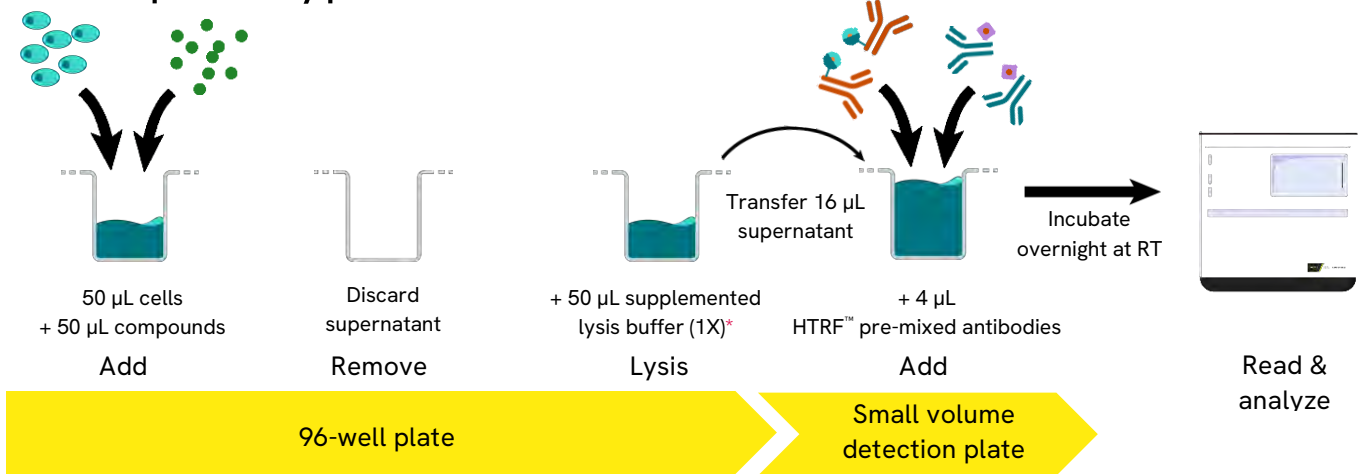 Transfer 16 µL
supernatant
Incubate
overnight at RT
50 µL cells
+ 50 µL compounds
Discard
supernatant
+ 50 µL supplemented
lysis buffer (1X)*
+ 4 µL
HTRF™ pre-mixed antibodies
Add
Remove
Lysis
Add
Read &
analyze
96-well plate
Small volume
detection plate